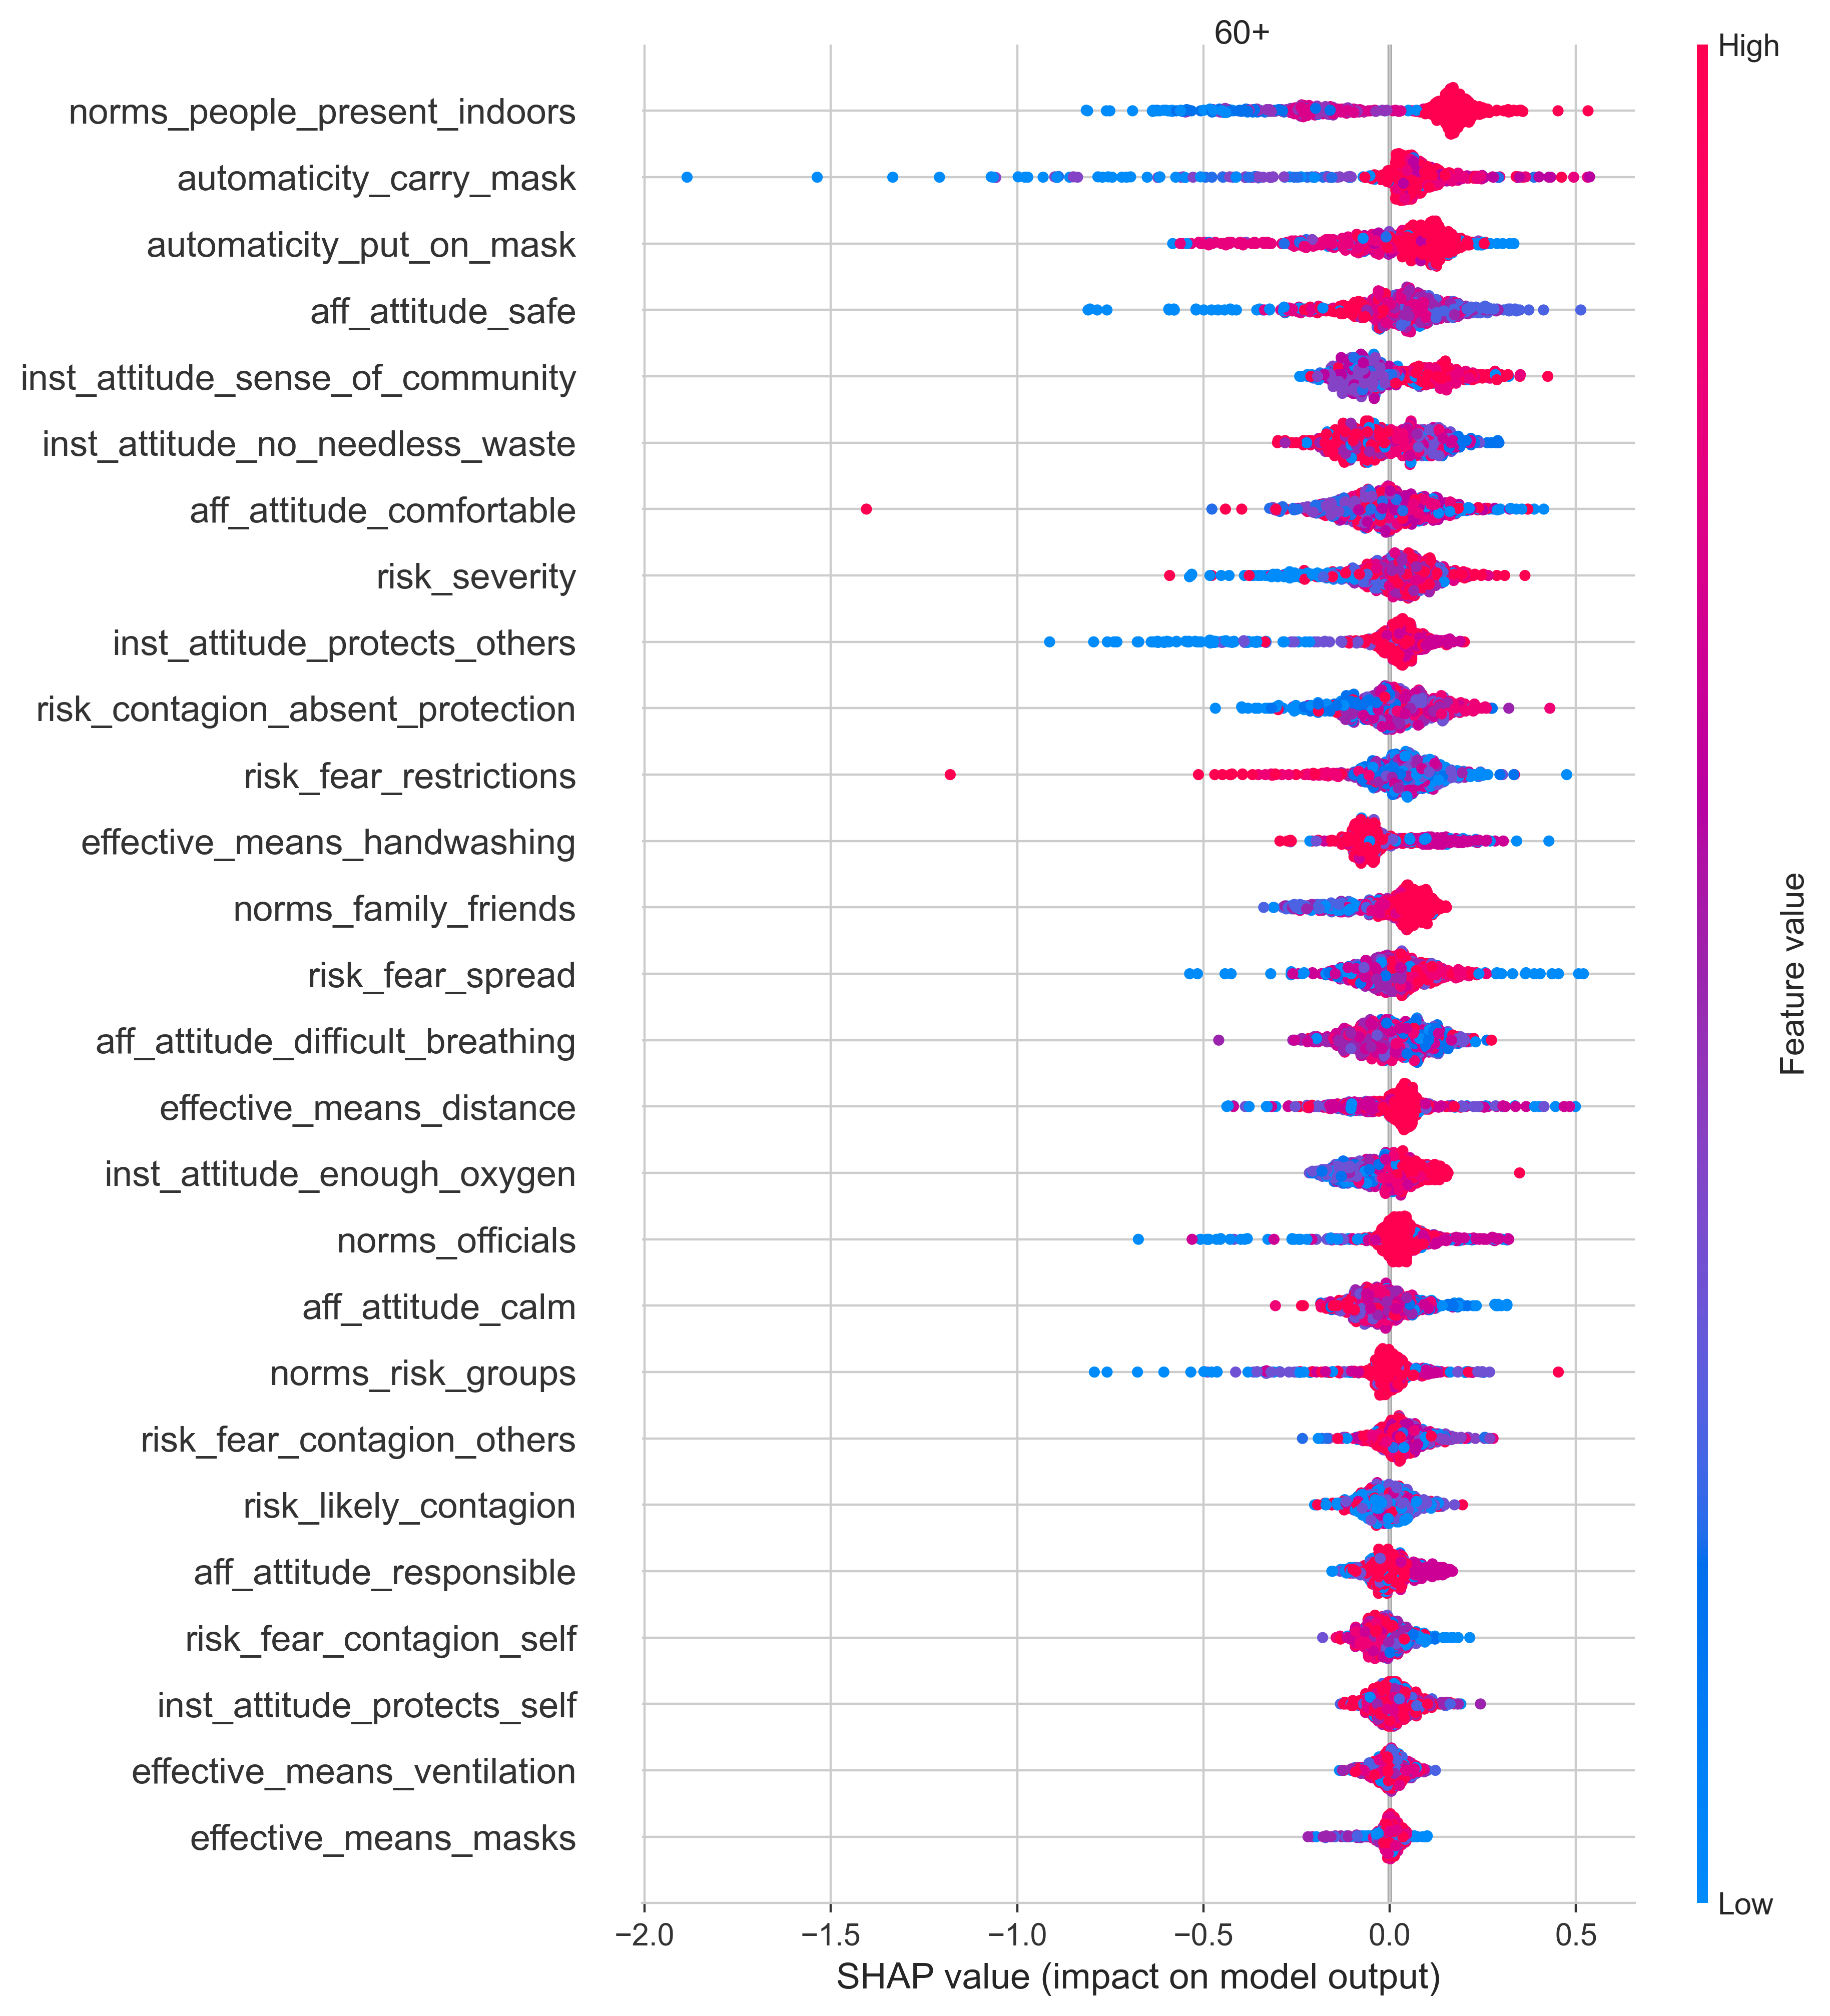 60+
High
norms_people_present_indoors
automaticity_carry_mask
automaticity_put_on_mask
aff_attitude_safe
inst_attitude_sense_of_community
inst_attitude_no_needless_waste
aff_attitude_comfortable
risk_severity
inst_attitude_protects_others
risk_contagion_absent_protection
risk_fear_restrictions
effective_means_handwashing
norms_family_friends
risk_fear_spread
aff_attitude_difficult_breathing
effective_means_distance
inst_attitude_enough_oxygen
norms_officials
aff_attitude_calm
norms_risk_groups
risk_fear_contagion_others
risk_likely_contagion
aff_attitude_responsible
risk_fear_contagion_self
inst_attitude_protects_self
effective_means_ventilation
effective_means_masks
Feature value
Low
−2.0 −1.5 −1.0 −0.5 0.0 0.5
SHAP value (impact on model output)